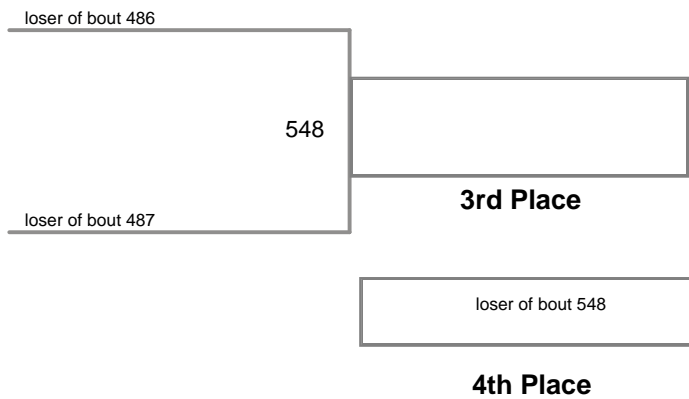 loser of bout 486
548
3rd Place
loser of bout 487
loser of bout 548
4th Place